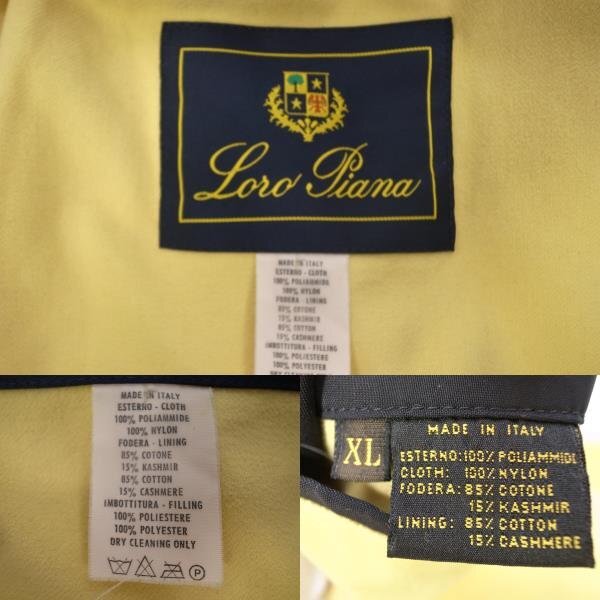 Loro Piana
MADE IN ITALY
ESTERNO - CLOTH
100% POLIAMMIDE
100% NYLON
FODERA - LINING
85% COTONE
15% KASHMIR
85% COTTON
15% CASHMERE
IMBOTTITURA - FILLING
100% POLIESTERE
100% POLYESTER
DRY CLEANING ONLY
MADE IN ITALY
ESTERNO - CLOTH
100% POLIAMMIDE
100% NYLON
FODERA - LINING
85% COTONE
15% KASHMIR
85% COTTON
15% CASHMERE
IMBOTTITURA - FILLING
100% POLIESTERE
100% POLYESTER
DRY CLEANING ONLY
P
XL
MADE IN ITALY
ESTERNO:100% POLIAMMIDE
CLOTH: 100% NYLON
FODERA: 85% COTONE
15% KASHMIR
LINING: 85% COTTON
15% CASHMERE